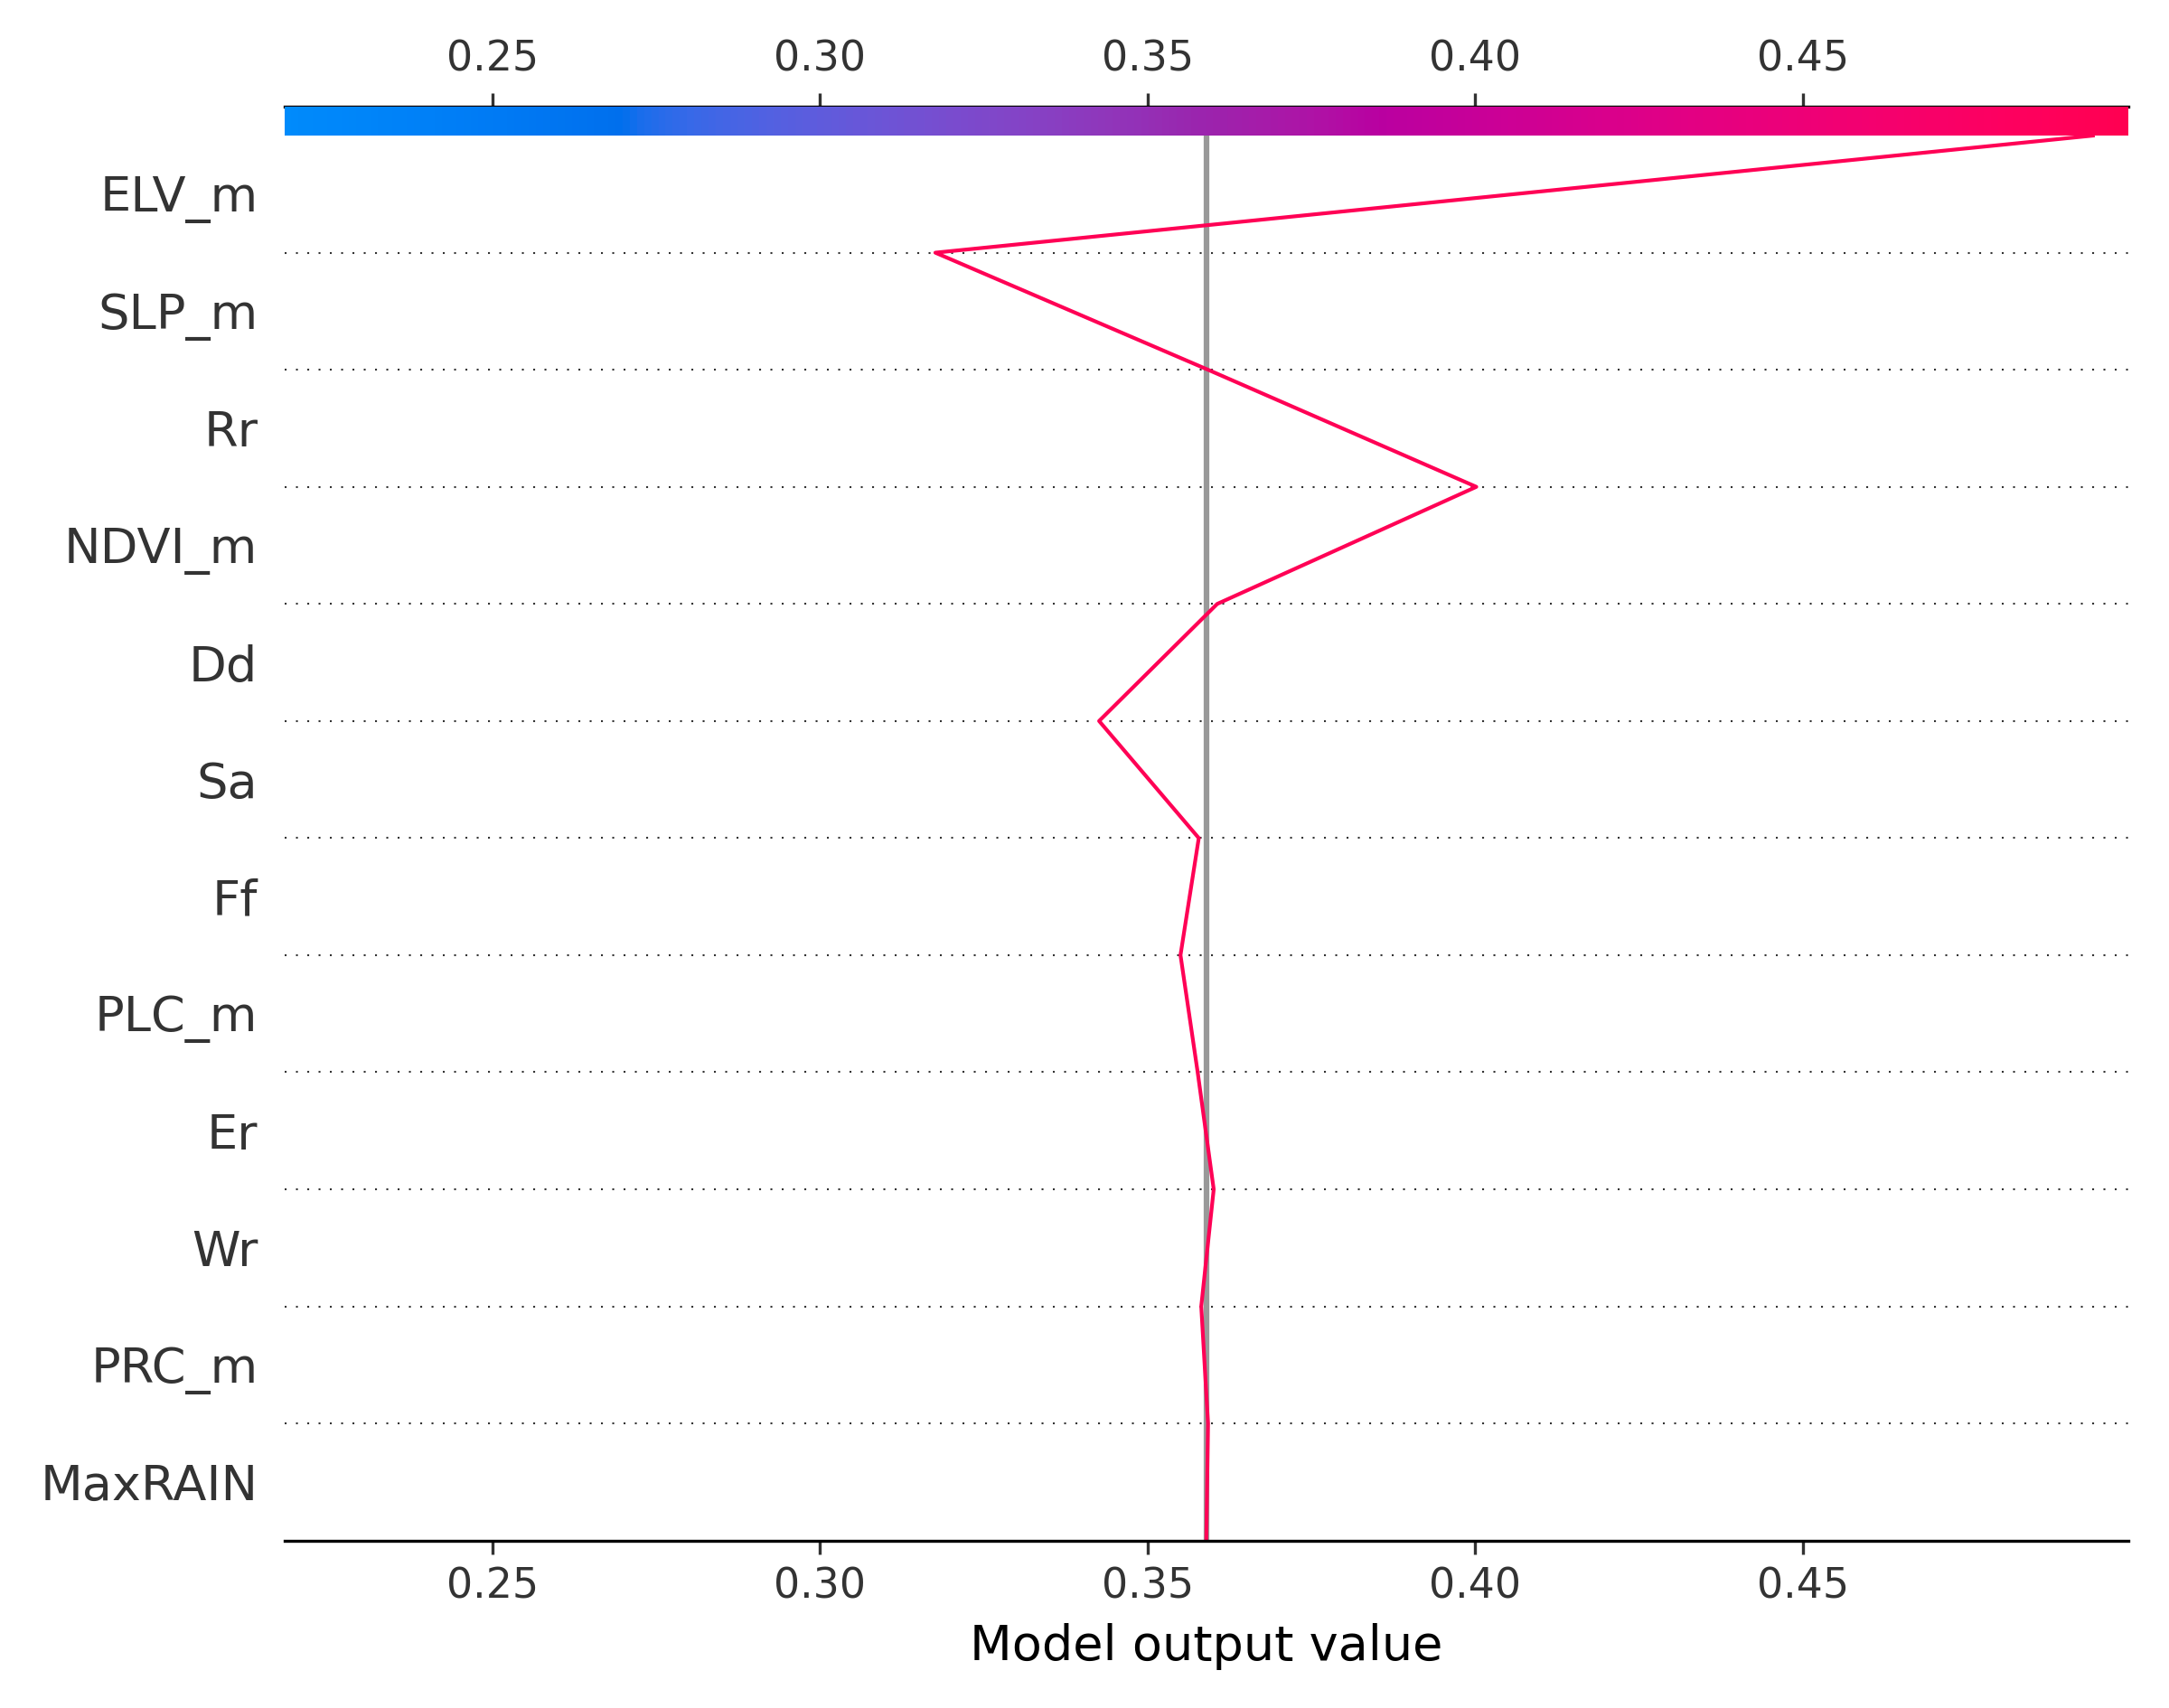 0.25 0.30 0.35 0.40 0.45
ELV_m
SLP_m
Rr
NDVI_m
Dd
Sa
Ff
PLC_m
Er
Wr
PRC_m
MaxRAIN
0.25 0.30 0.35 0.40 0.45
Model output value